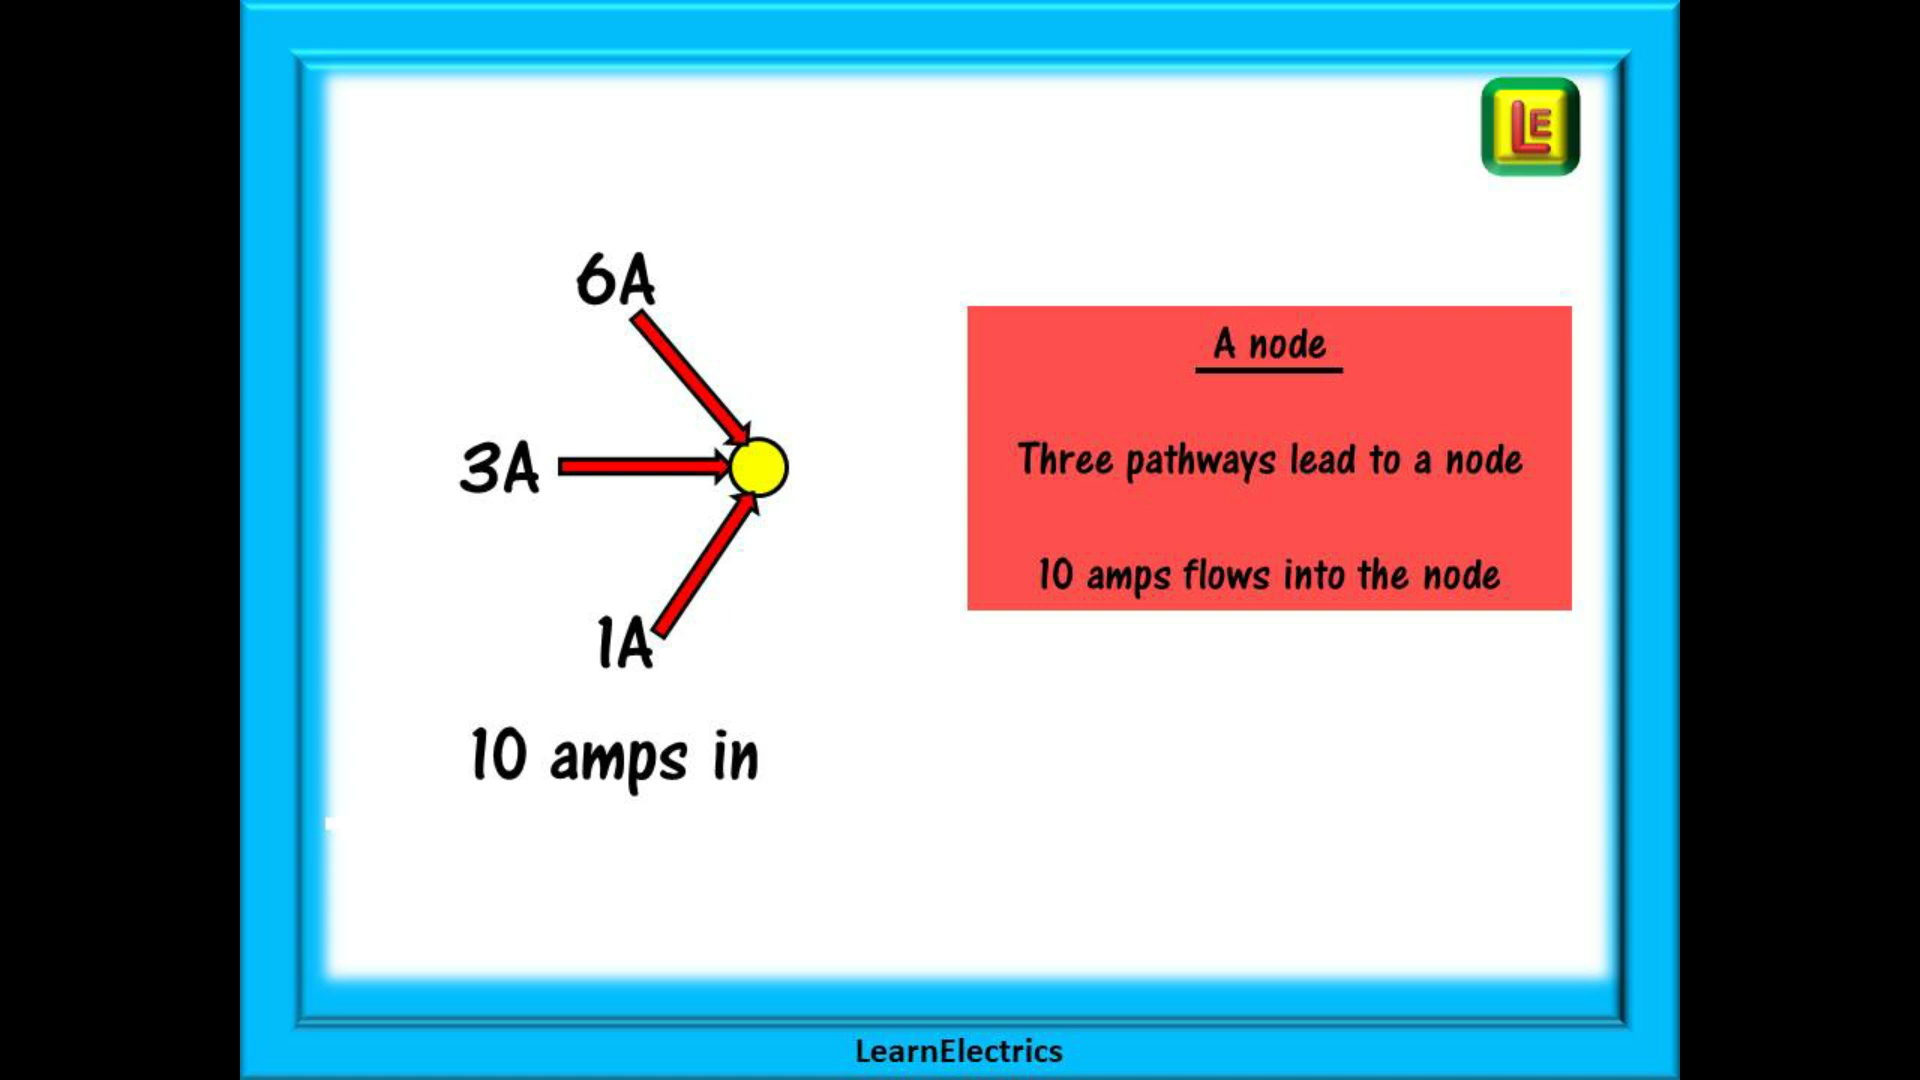 LE
6A
A node
3A
Three pathways lead to a node
10 amps flows into the node
1A
10 amps in
LearnElectrics